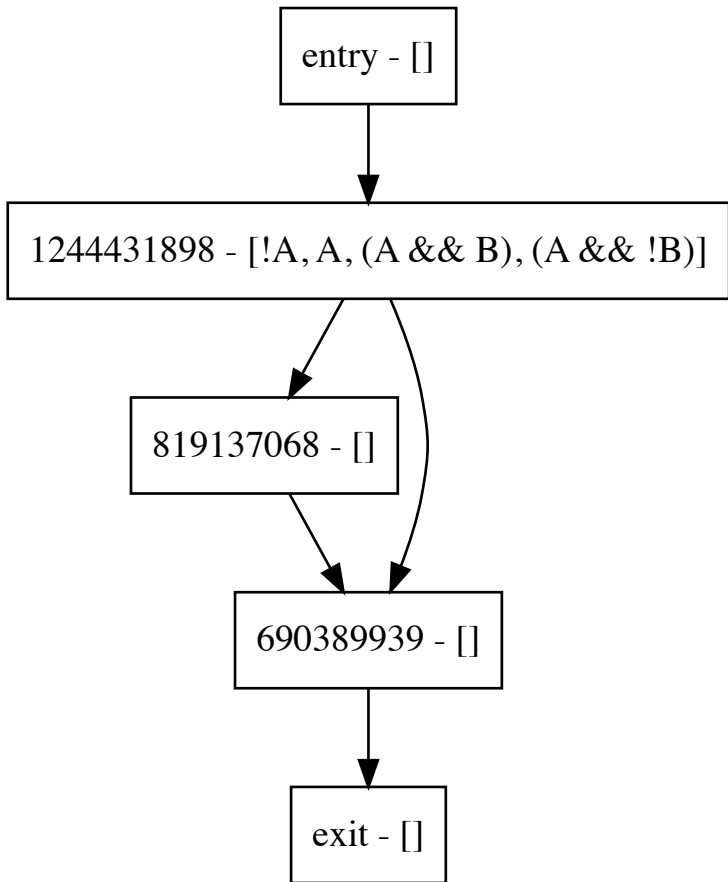 entry - []
1244431898 - [!A, A, (A && B), (A && !B)]
819137068 - []
690389939 - []
exit - []